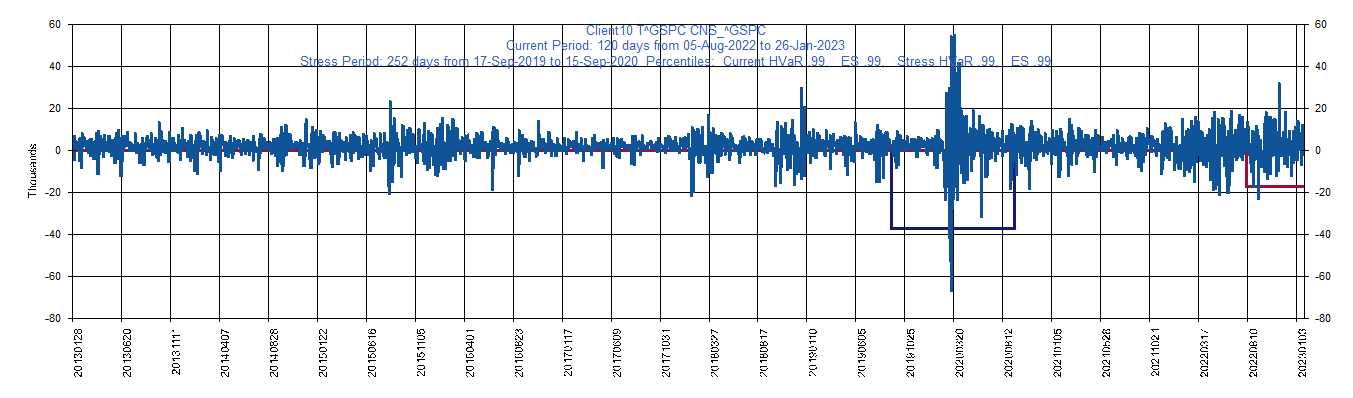 60 60
Client10 T^GSPC CNS_^GSPC
Current Period: 120 days from 05-Aug-2022 to 26-Jan-2023
Stress Period: 252 days from 17-Sep-2019 to 15-Sep-2020 Percentiles: Current HVaR .99, ES .99, Stress HVaR .99, ES .99
40 40
20 20
0 0
Thousands
-20 -20
-40 -40
-60 -60
-80 -80
20130128 20130620 20131111 20140407 20140828 20150122 20150616 20151105 20160401 20160823 20170117 20170609 20171031 20180327 20180817 20190110 20190605 20191025 20200320 20200812 20210105 20210528 20211021 20220317 20220810 20230103